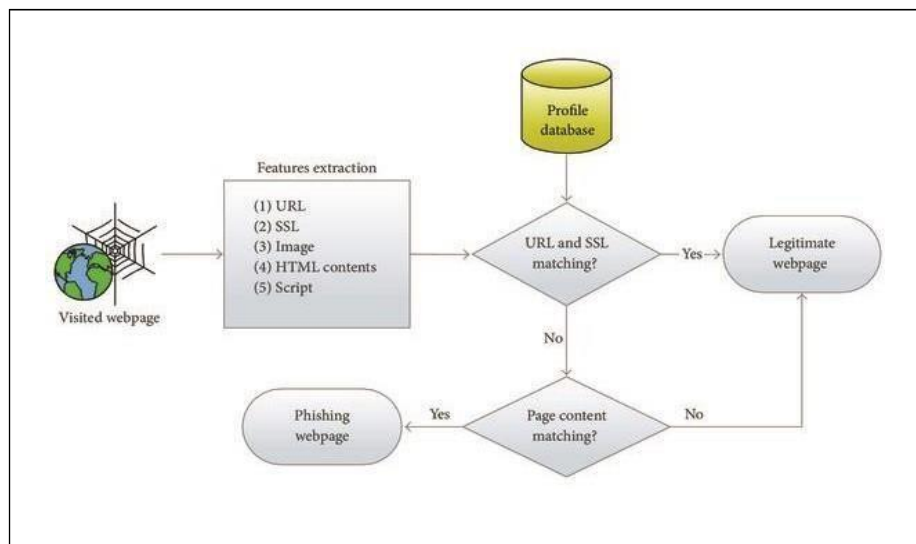 Profile
database
Features extraction
(1) URL
(2) SSL
(3) Image
(4) HTML contents
(5) Script
Visited webpage
URL and SSL
matching?
Yes
Legitimate
webpage
No
Phishing
webpage
Yes
Page content
matching?
No